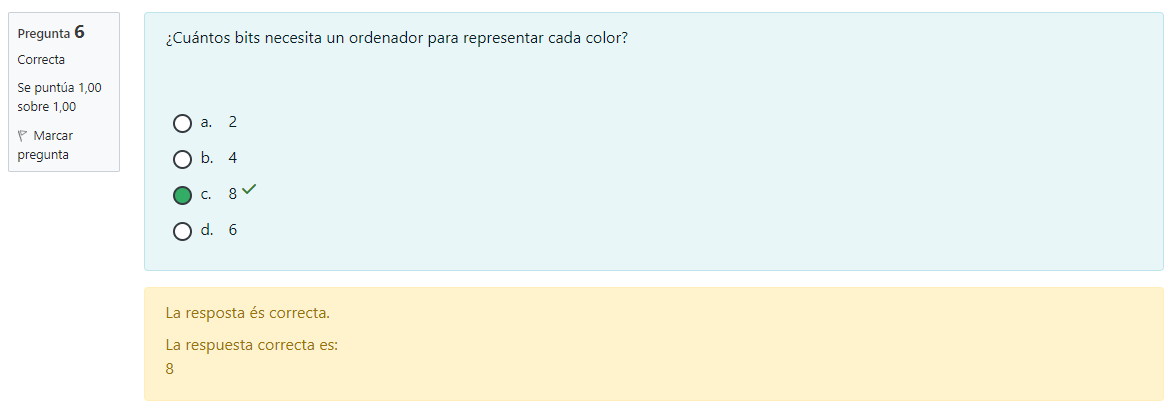 Pregunta 6
Correcta
Se puntúa 1,00
sobre 1,00
Marcar
pregunta
¿Cuántos bits necesita un ordenador para representar cada color?
a. 2
b. 4
c. 8
d. 6
La resposta és correcta.
La respuesta correcta es:
8